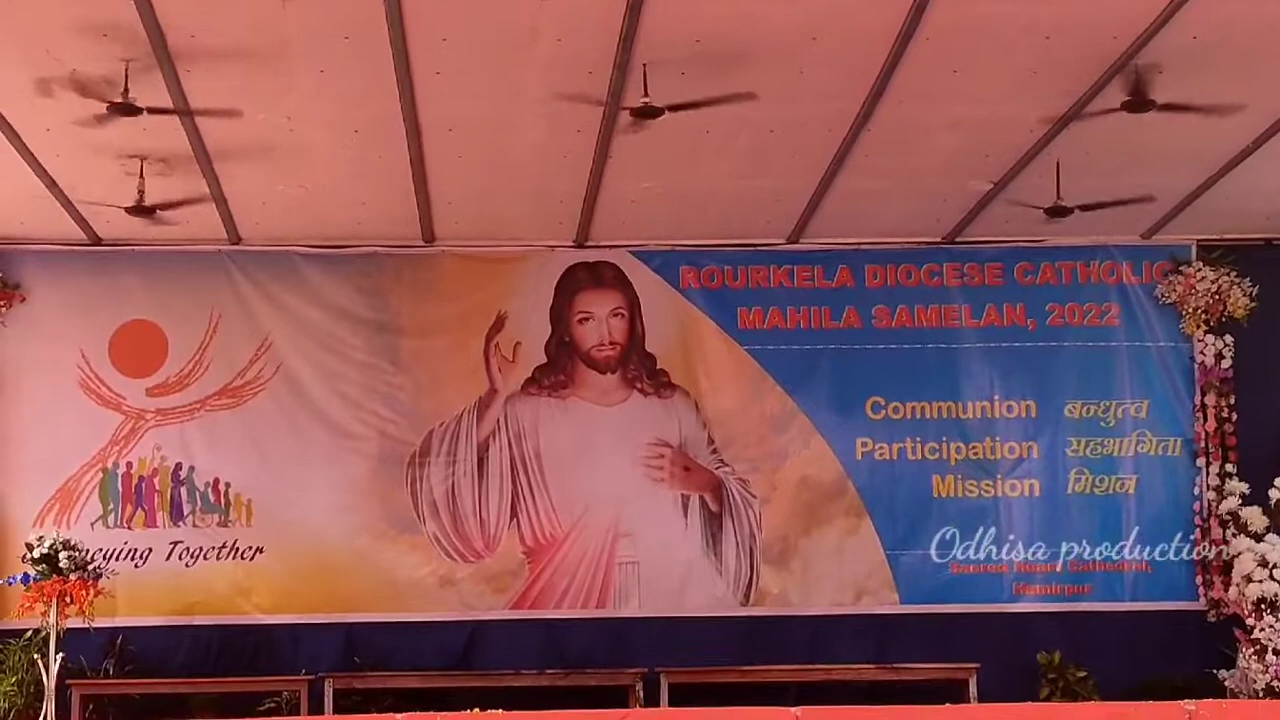 ROURKELA DIOCESE CATHOLIC
MAHILA SAMELAN, 2022
Communion बन्धुत्व
Participation सहभागिता
Mission मिशन
Together
Odhisa production
Sacred Heart Cathedral,
Hamirpur